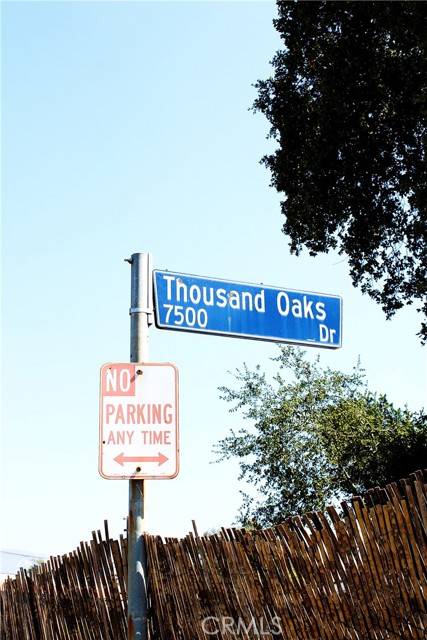 Thousand Oaks
7500 Dr
NO
PARKING
ANY TIME
CRMLS